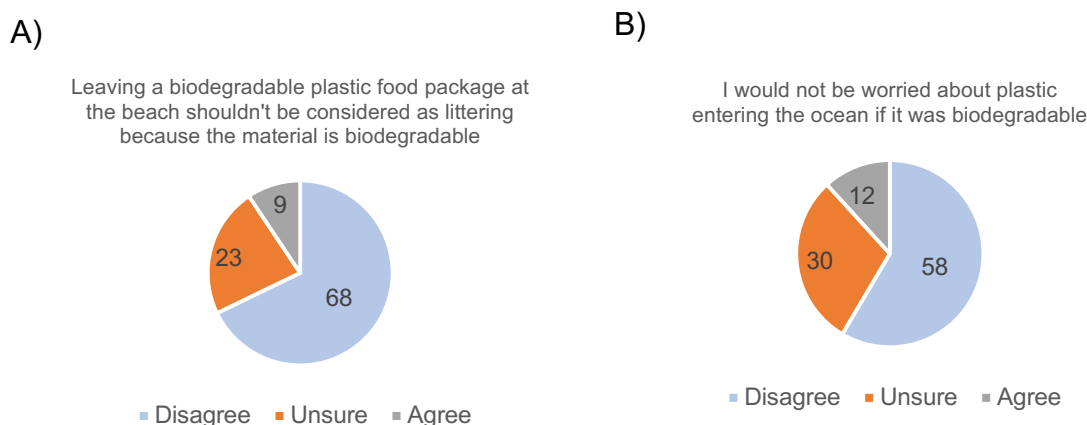 A)
Leaving a biodegradable plastic food package at
the beach shouldn't be considered as littering
because the material is biodegradable
9
23
68
Disagree Unsure Agree
B)
I would not be worried about plastic
entering the ocean if it was biodegradable
12
30
58
Disagree Unsure Agree